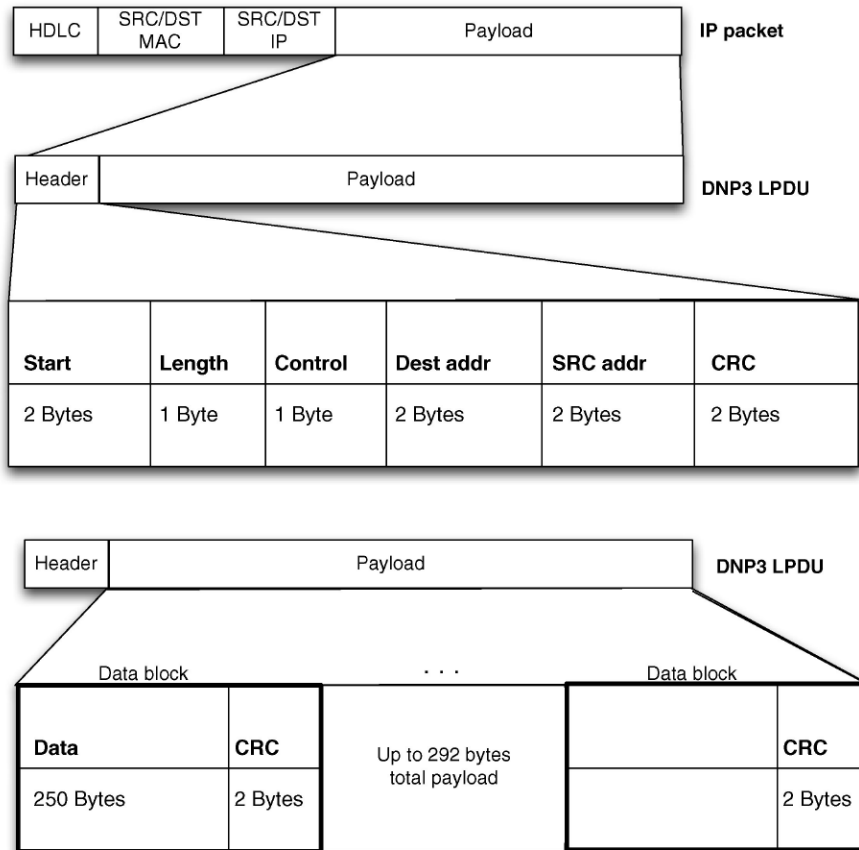 HDLC
SRC/DST
MAC
SRC/DST
IP
Payload
IP packet
Header
Payload
DNP3 LPDU
Start
Length
Control
Dest addr
SRC addr
CRC
2 Bytes
1 Byte
1 Byte
2 Bytes
2 Bytes
2 Bytes
Header
Payload
DNP3 LPDU
Data block
. . .
Data block
Data
CRC
Up to 292 bytes
total payload
CRC
250 Bytes
2 Bytes
2 Bytes